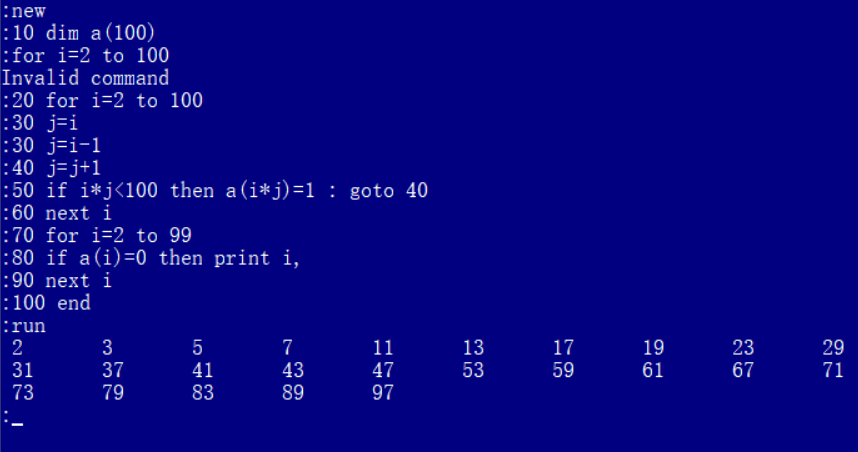 :new
:10 dim a(100)
:for i=2 to 100
Invalid command
:20 for i=2 to 100
:30 j=i
:30 j=i-1
:40 j=j+1
:50 if i*j<100 then a(i*j)=1 : goto 40
:60 next i
:70 for i=2 to 99
:80 if a(i)=0 then print i,
:90 next i
:100 end
:run
2 3 5 7 11 13 17 19 23 29
31 37 41 43 47 53 59 61 67 71
73 79 83 89 97
:_